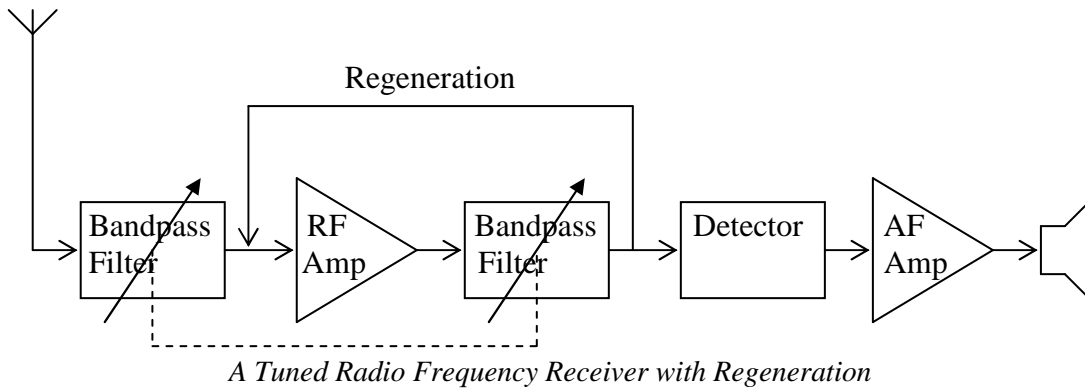 Regeneration
Bandpass
Filter
RF
Amp
Bandpass
Filter
Detector
AF
Amp
A Tuned Radio Frequency Receiver with Regeneration